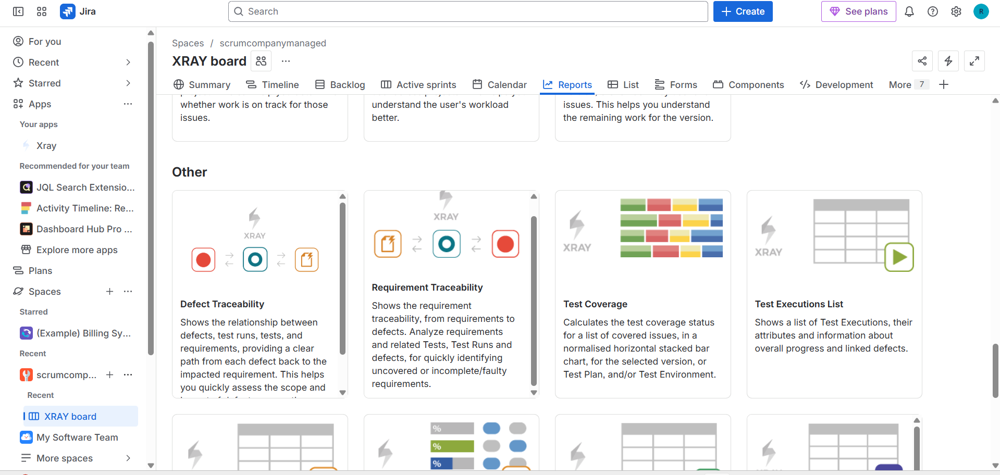 Jira
Search
Create
See plans
R
For you
Recent
Starred
Apps
Your apps
Xray
Recommended for your team
JQL Search Extensio...
Activity Timeline: Re...
Dashboard Hub Pro ...
Explore more apps
Plans
Spaces
Starred
(Example) Billing Sy...
Recent
scrumcomp...
Recent
XRAY board
My Software Team
More spaces
Spaces / scrumcompanymanaged
XRAY board
Summary
Timeline
Backlog
Active sprints
Calendar
Reports
List
Forms
Components
Development
More 7
whether work is on track for those
issues.
understand the user's workload
better.
issues. This helps you understand
the remaining work for the version.
Other
XRAY
Defect Traceability
Shows the relationship between
defects, test runs, tests, and
requirements, providing a clear
path from each defect back to the
impacted requirement. This helps
you quickly assess the scope and
XRAY
Requirement Traceability
Shows the requirement
traceability, from requirements to
defects. Analyze requirements
and related Tests, Test Runs and
defects, for quickly identifying
uncovered or incomplete/faulty
requirements.
XRAY
Test Coverage
Calculates the test coverage status
for a list of covered issues, in a
normalised horizontal stacked bar
chart, for the selected version, or
Test Plan, and/or Test Environment.
XRAY
Test Executions List
Shows a list of Test Executions, their
attributes and information about
overall progress and linked defects.
%
%
%